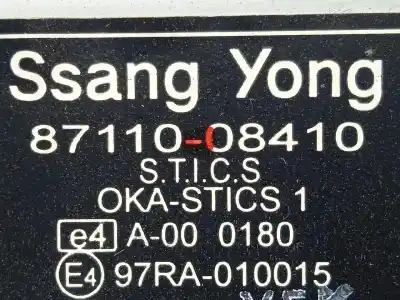 Ssang Yong
87110-08410
S.T.I.C.S
OKA-STICS 1
e4 A-00 0180
E4 97RA-010015